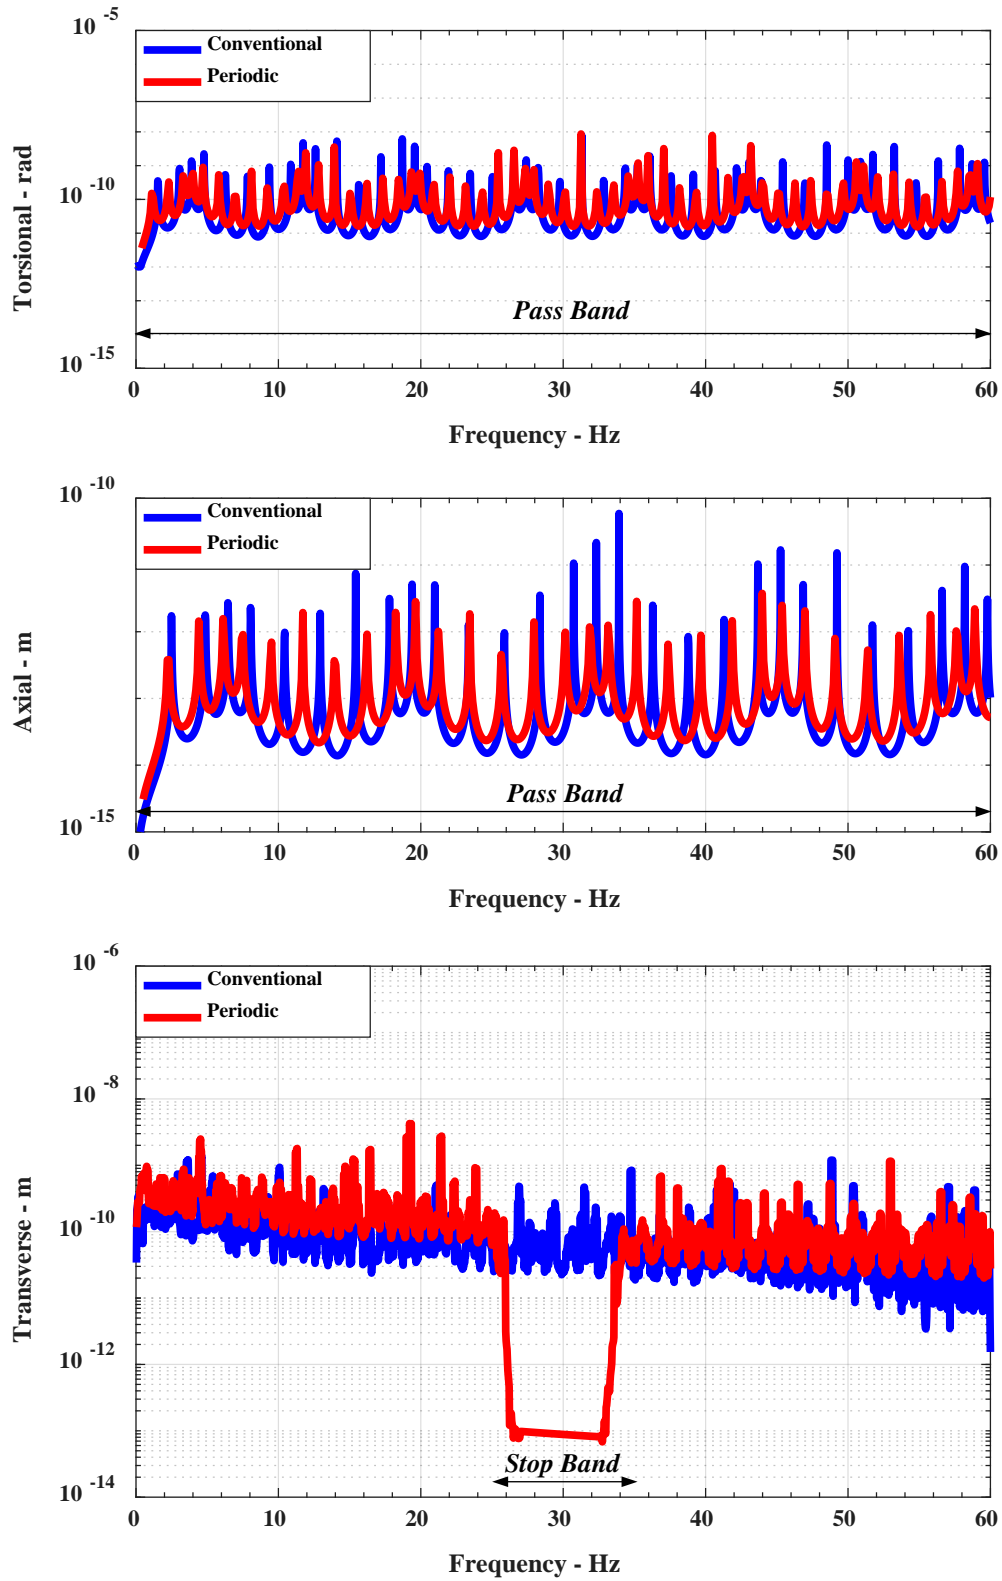 10 -5
Conventional
Periodic
Torsional - rad
10 -10
Pass Band
10 -15
0 10 20 30 40 50 60
Frequency - Hz
10 -10
Conventional
Periodic
Axial - m
Pass Band
10 -15
0 10 20 30 40 50 60
Frequency - Hz
10 -6
Conventional
Periodic
10 -8
Transverse - m
10 -10
10 -12
Stop Band
10 -14
0 10 20 30 40 50 60
Frequency - Hz